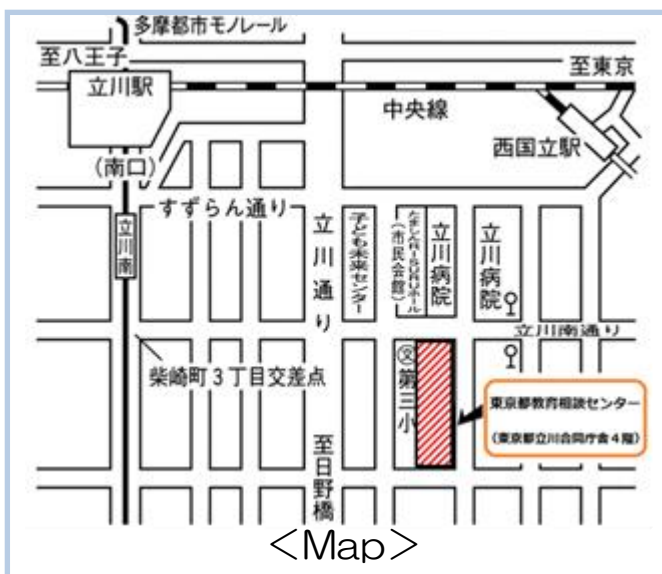 多摩都市モノレール
至八王子
至東京
立川駅
中央線
西国立駅
(南口)
すずらん通り
立川南
立川通り
子ども未来センター
たましんRISURUホール
(市民会館)
立川病院
立川病院
立川南通り
柴崎町3丁目交差点
文
第三小
東京都教育相談センター
(東京都立川合同庁舎4階)
至日野橋
<Map>